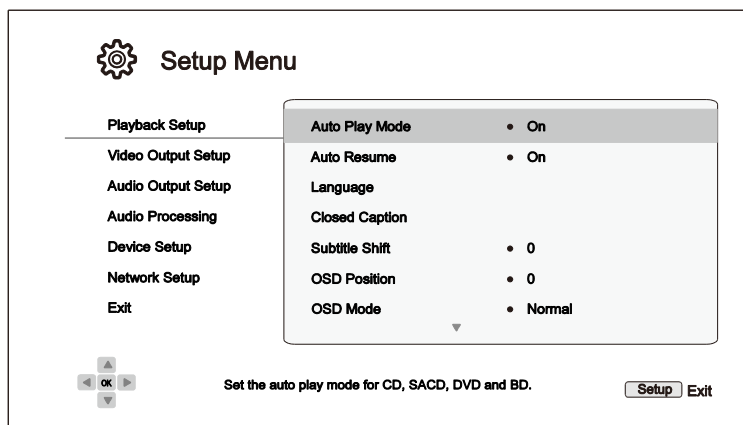 Setup Menu
Playback Setup
Video Output Setup
Audio Output Setup
Audio Processing
Device Setup
Network Setup
Exit
Auto Play Mode • On
Auto Resume • On
Language
Closed Caption
Subtitle Shift • 0
OSD Position • 0
OSD Mode • Normal
OK
Set the auto play mode for CD, SACD, DVD and BD.
Setup Exit